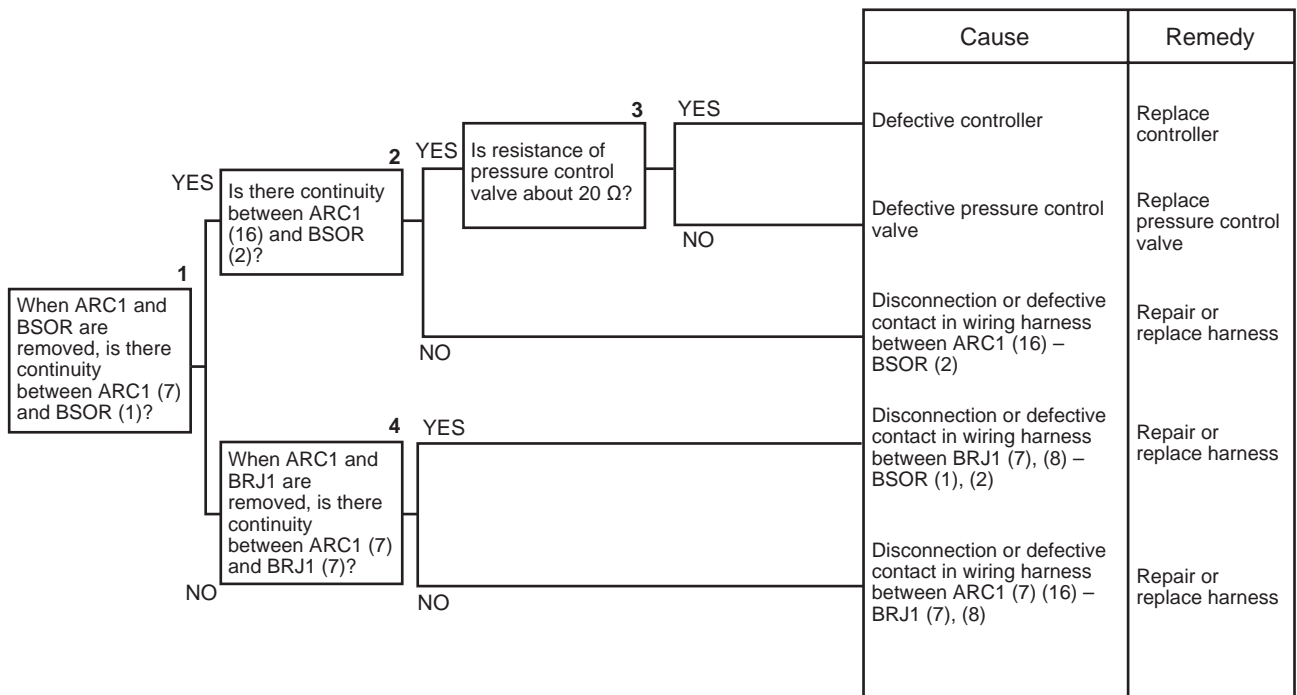 Cause
Remedy
3
YES
Defective controller
Replace
controller
2
YES
Is resistance of
pressure control
valve about 20 Ω?
YES
Is there continuity
between ARC1
(16) and BSOR
(2)?
NO
Defective pressure control
valve
Replace
pressure control
valve
1
When ARC1 and
BSOR are
removed, is there
continuity
between ARC1 (7)
and BSOR (1)?
NO
Disconnection or defective
contact in wiring harness
between ARC1 (16) –
BSOR (2)
Repair or
replace harness
4
YES
When ARC1 and
BRJ1 are
removed, is there
continuity
between ARC1 (7)
and BRJ1 (7)?
Disconnection or defective
contact in wiring harness
between BRJ1 (7), (8) –
BSOR (1), (2)
Repair or
replace harness
NO
NO
Disconnection or defective
contact in wiring harness
between ARC1 (7) (16) –
BRJ1 (7), (8)
Repair or
replace harness